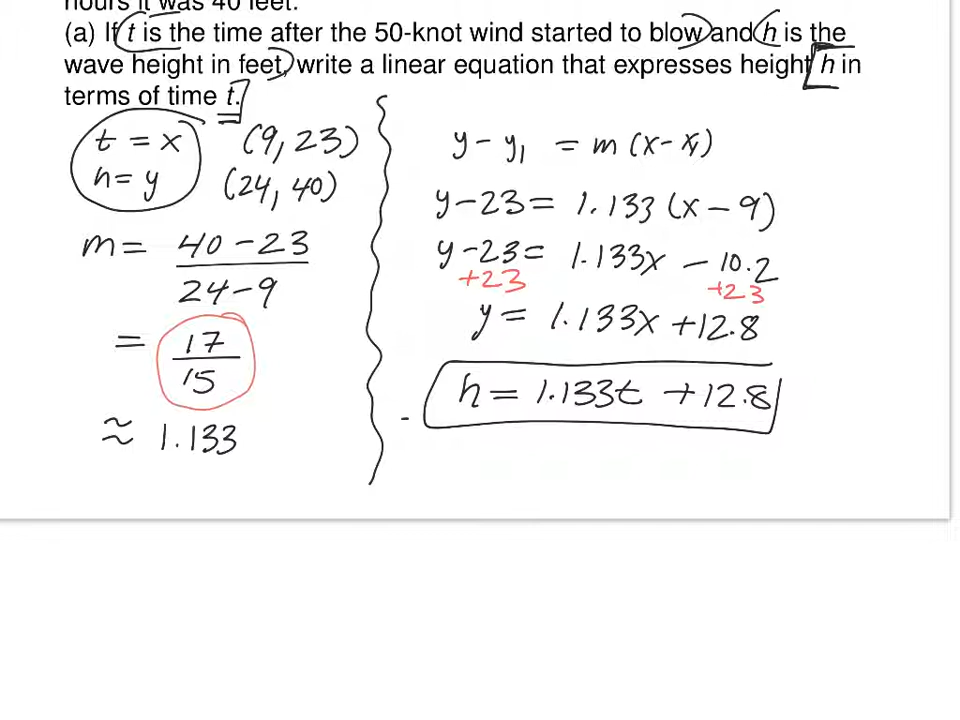 hours it was 40 feet.
(a) If t is the time after the 50-knot wind started to blow and h is the
wave height in feet, write a linear equation that expresses height h in
terms of time t.
t = x
h = y
(9, 23)
(24, 40)
m = 40 - 23 / 24 - 9
= 17 / 15
≈ 1.133
y - y₁ = m (x - x₁)
y - 23 = 1.133 (x - 9)
y - 23 = 1.133x - 10.2
+23 +23
y = 1.133x + 12.8
h = 1.133t + 12.8